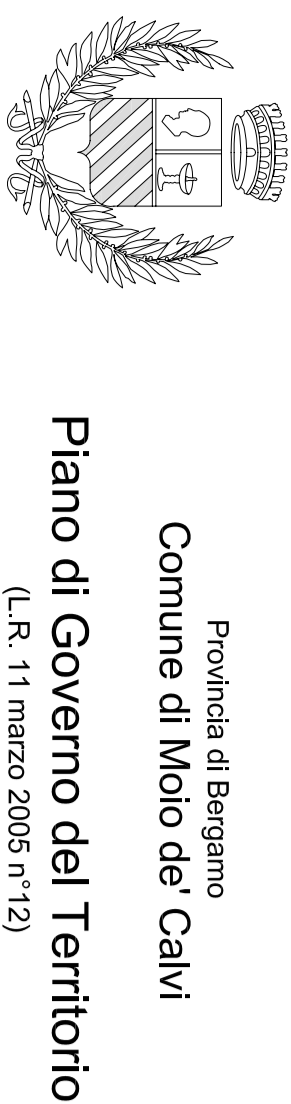 Provincia di Bergamo
Comune di Moio de' Calvi
Piano di Governo del Territorio
(L.R. 11 marzo 2005 n°12)